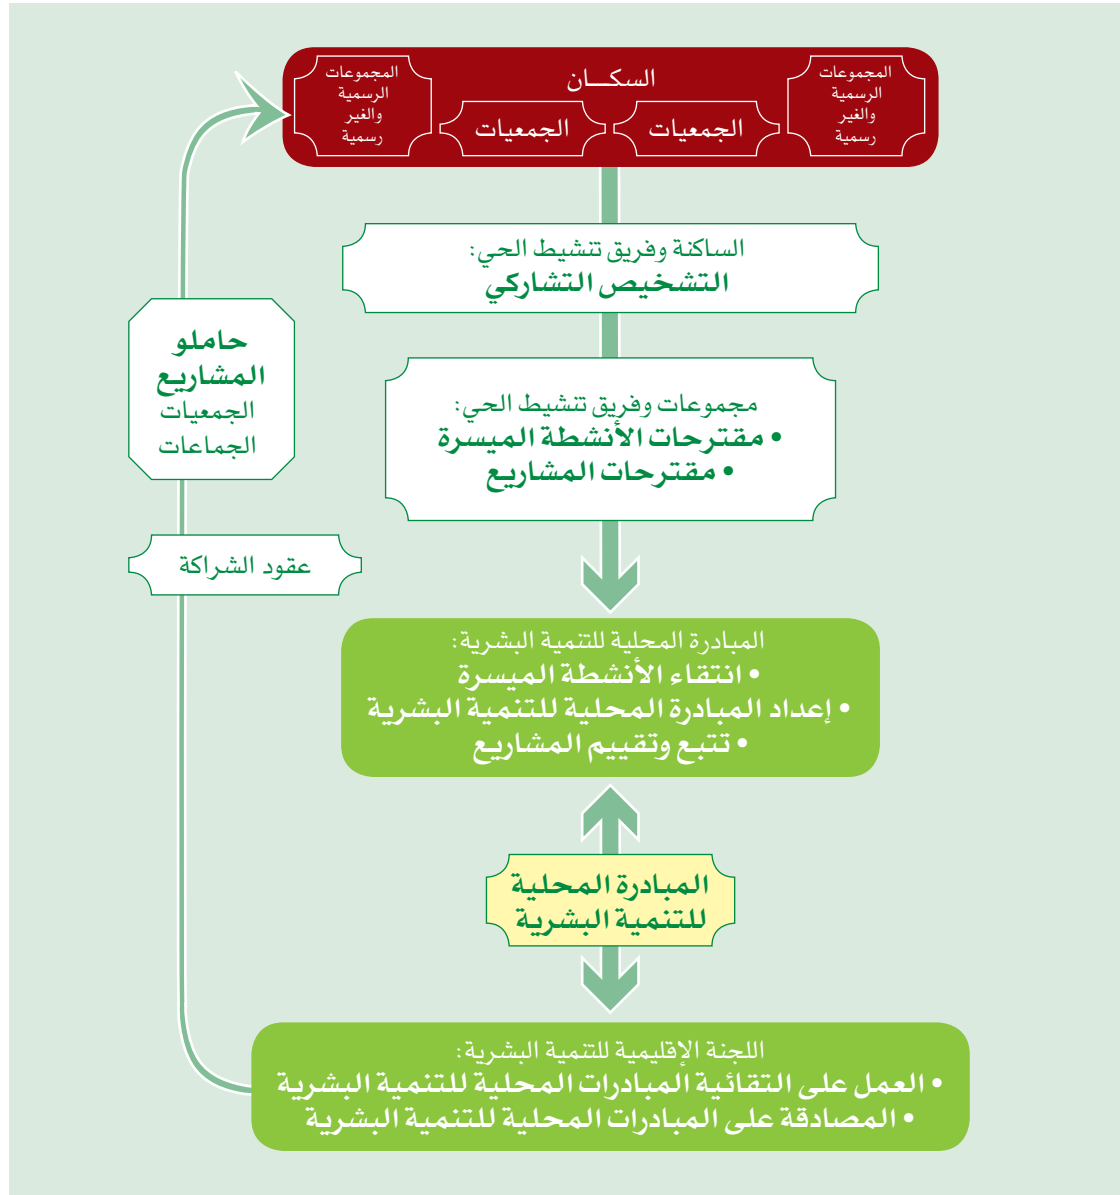 السكـــان
المجموعات
الرسمية
والغير
رسمية
الجمعيات
الجمعيات
المجموعات
الرسمية
والغير
رسمية
الساكنة وفريق تنشيط الحي:
التشخيص التشاركي
مجموعات وفريق تنشيط الحي:
• مقترحات الأنشطة الميسرة
• مقترحات المشاريع
المبادرة المحلية للتنمية البشرية:
• انتقاء الأنشطة الميسرة
• إعداد المبادرة المحلية للتنمية البشرية
• تتبع وتقييم المشاريع
المبادرة المحلية
للتنمية البشرية
اللجنة الإقليمية للتنمية البشرية:
• العمل على التقائية المبادرات المحلية للتنمية البشرية
• المصادقة على المبادرات المحلية للتنمية البشرية
عقود الشراكة
حاملو
المشاريع
الجمعيات
الجماعات